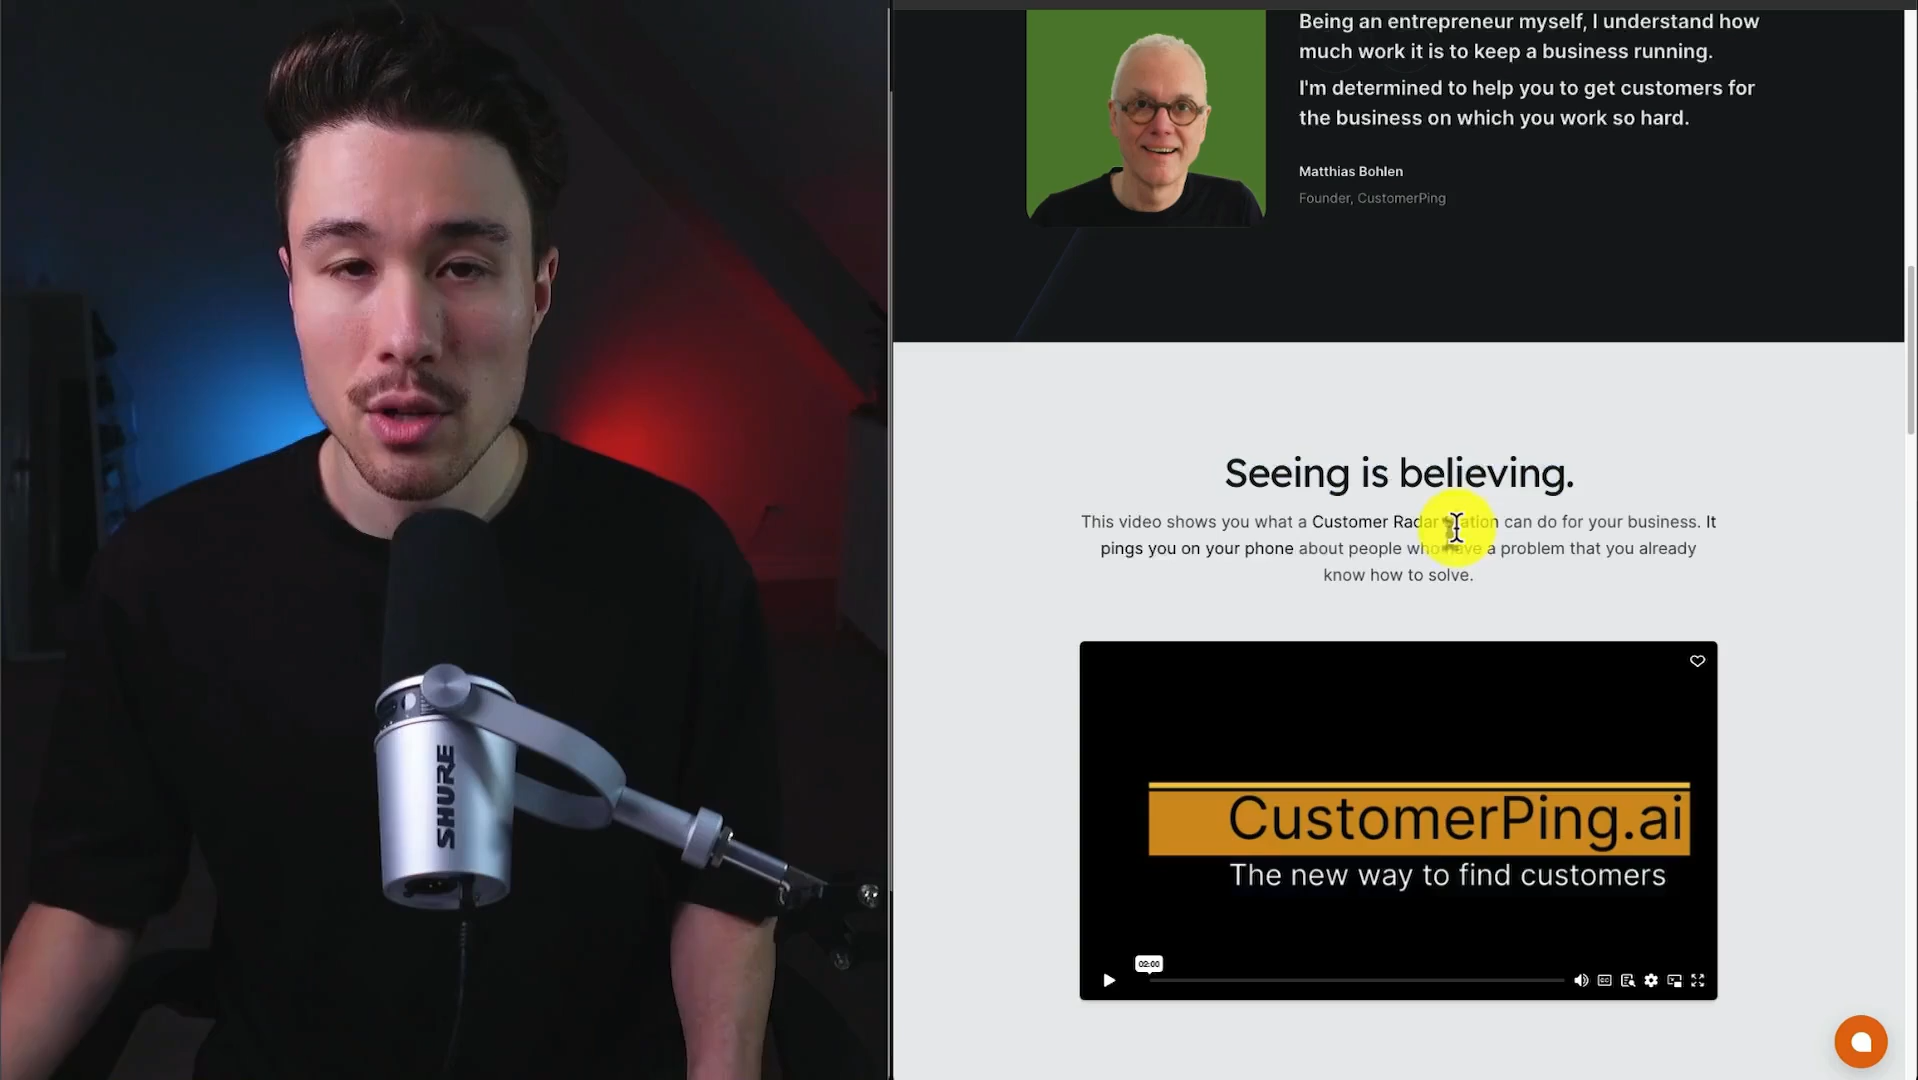 Being an entrepreneur myself, I understand how
much work it is to keep a business running.
I'm determined to help you to get customers for
the business on which you work so hard.
Matthias Bohlen
Founder, CustomerPing
Seeing is believing.
This video shows you what a Customer Radar Station can do for your business. It
pings you on your phone about people who have a problem that you already
know how to solve.
CustomerPing.ai
The new way to find customers
02:00
CC
SHURE